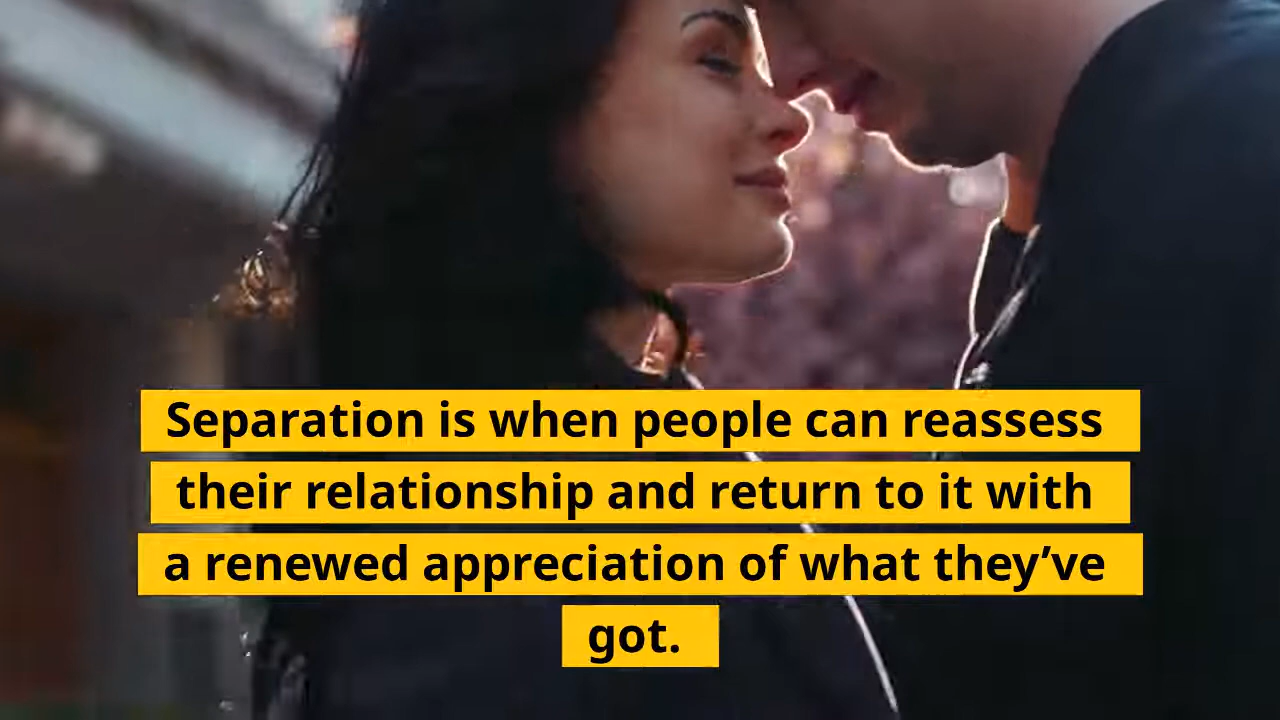 Separation is when people can reassess
their relationship and return to it with
a renewed appreciation of what they’ve
got.